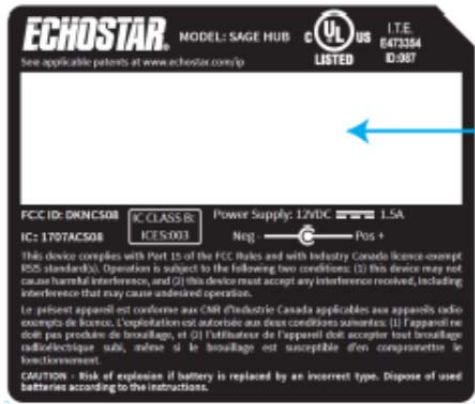 ECHOSTAR. MODEL: SAGE HUB
See applicable patents at www.echostar.com/ip
C UL US
LISTED
I.T.E.
E473354
ID:087
FCC ID: DKNCS08
IC: 1707ACS08
IC CLASS B:
ICES:003
Power Supply: 12VDC 1.5A
Neg - Pos +
This device complies with Part 15 of the FCC Rules and with Industry Canada licence-exempt
RSS standard(s). Operation is subject to the following two conditions: (1) this device may not
cause harmful interference, and (2) this device must accept any interference received, including
interference that may cause undesired operation.
Le présent appareil est conforme aux CNR d'Industrie Canada applicables aux appareils radio
exempts de licence. L'exploitation est autorisée aux deux conditions suivantes: (1) l'appareil ne
doit pas produire de brouillage, et (2) l'utilisateur de l'appareil doit accepter tout brouillage
radioélectrique subi, même si le brouillage est susceptible d'en compromettre le
fonctionnement.
CAUTION - Risk of explosion if battery is replaced by an incorrect type. Dispose of used
batteries according to the instructions.